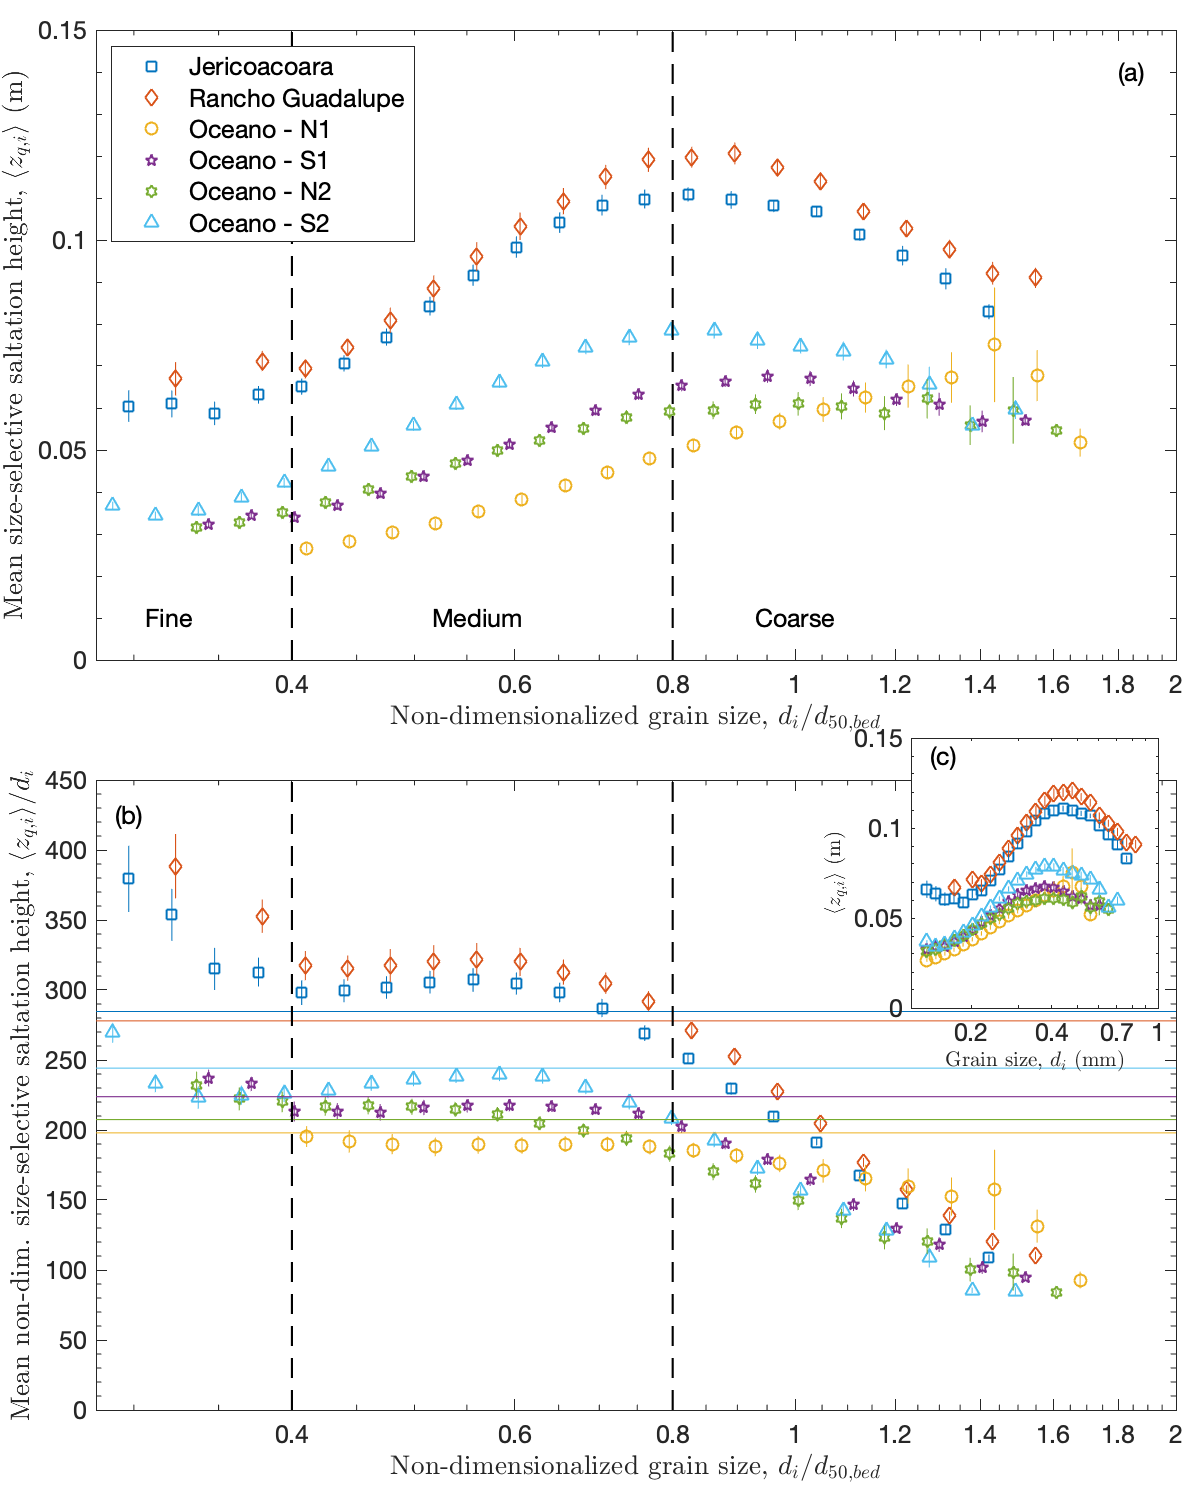 0.15
(a)
Jericoacoara
Rancho Guadalupe
Oceano - N1
Oceano - S1
Oceano - N2
Oceano - S2
0.1
0.05
0
Mean size-selective saltation height, ⟨z_{q,i}⟩ (m)
Fine
Medium
Coarse
0.4 0.6 0.8 1 1.2 1.4 1.6 1.8 2
Non-dimensionalized grain size, d_i/d_{50,bed}
450
400
350
300
250
200
150
100
50
0
Mean non-dim. size-selective saltation height, ⟨z_{q,i}⟩/d_i
(b)
0.4 0.6 0.8 1 1.2 1.4 1.6 1.8 2
Non-dimensionalized grain size, d_i/d_{50,bed}
0.15
(c)
0.1
0.05
0
⟨z_{q,i}⟩ (m)
0.2 0.4 0.7 1
Grain size, d_i (mm)